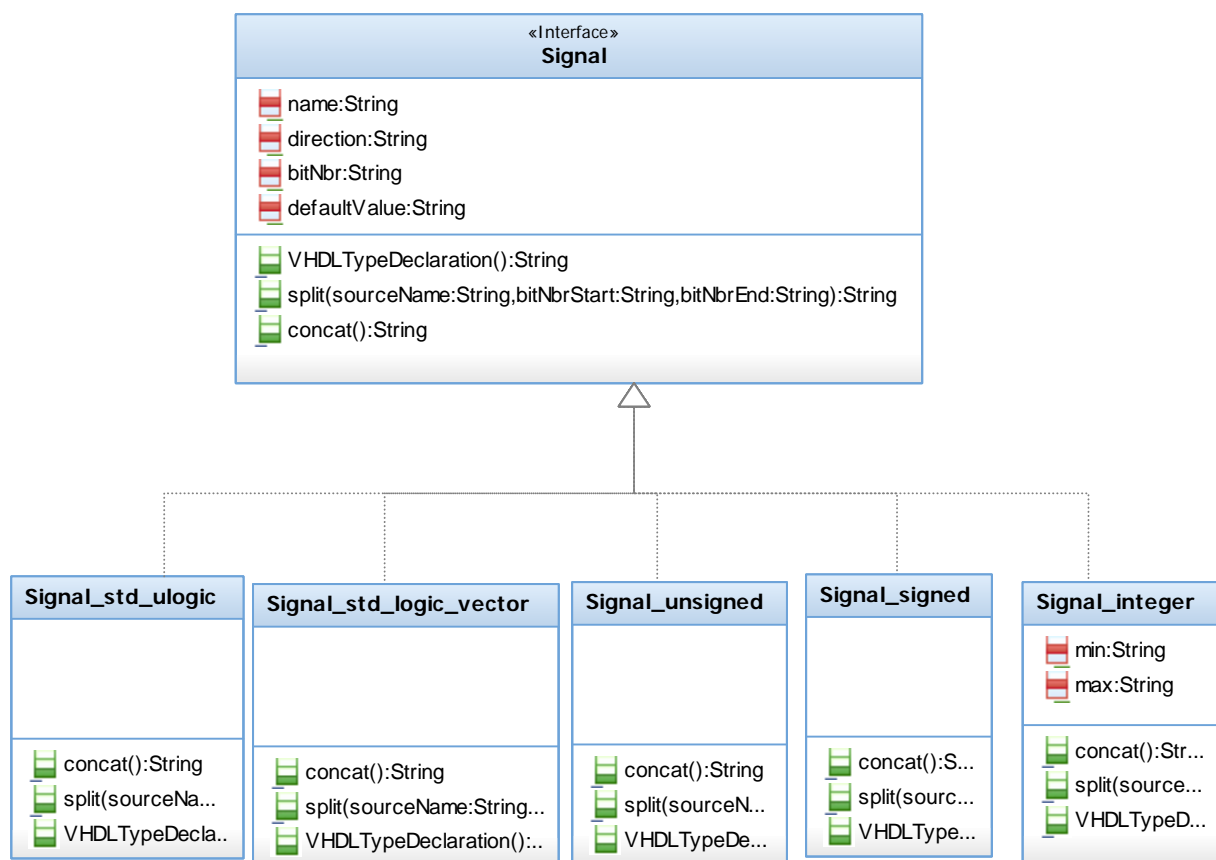 «Interface»
Signal
name:String
direction:String
bitNbr:String
defaultValue:String
VHDLTypeDeclaration():String
split(sourceName:String,bitNbrStart:String,bitNbrEnd:String):String
concat():String
Signal_std_ulogic
concat():String
split(sourceNa...
VHDLTypeDecla..
Signal_std_logic_vector
concat():String
split(sourceName:String...
VHDLTypeDeclaration():..
Signal_unsigned
concat():String
split(sourceN...
VHDLTypeDe...
Signal_signed
concat():S...
split(sourc...
VHDLType...
Signal_integer
min:String
max:String
concat():Str...
split(source...
VHDLTypeD...